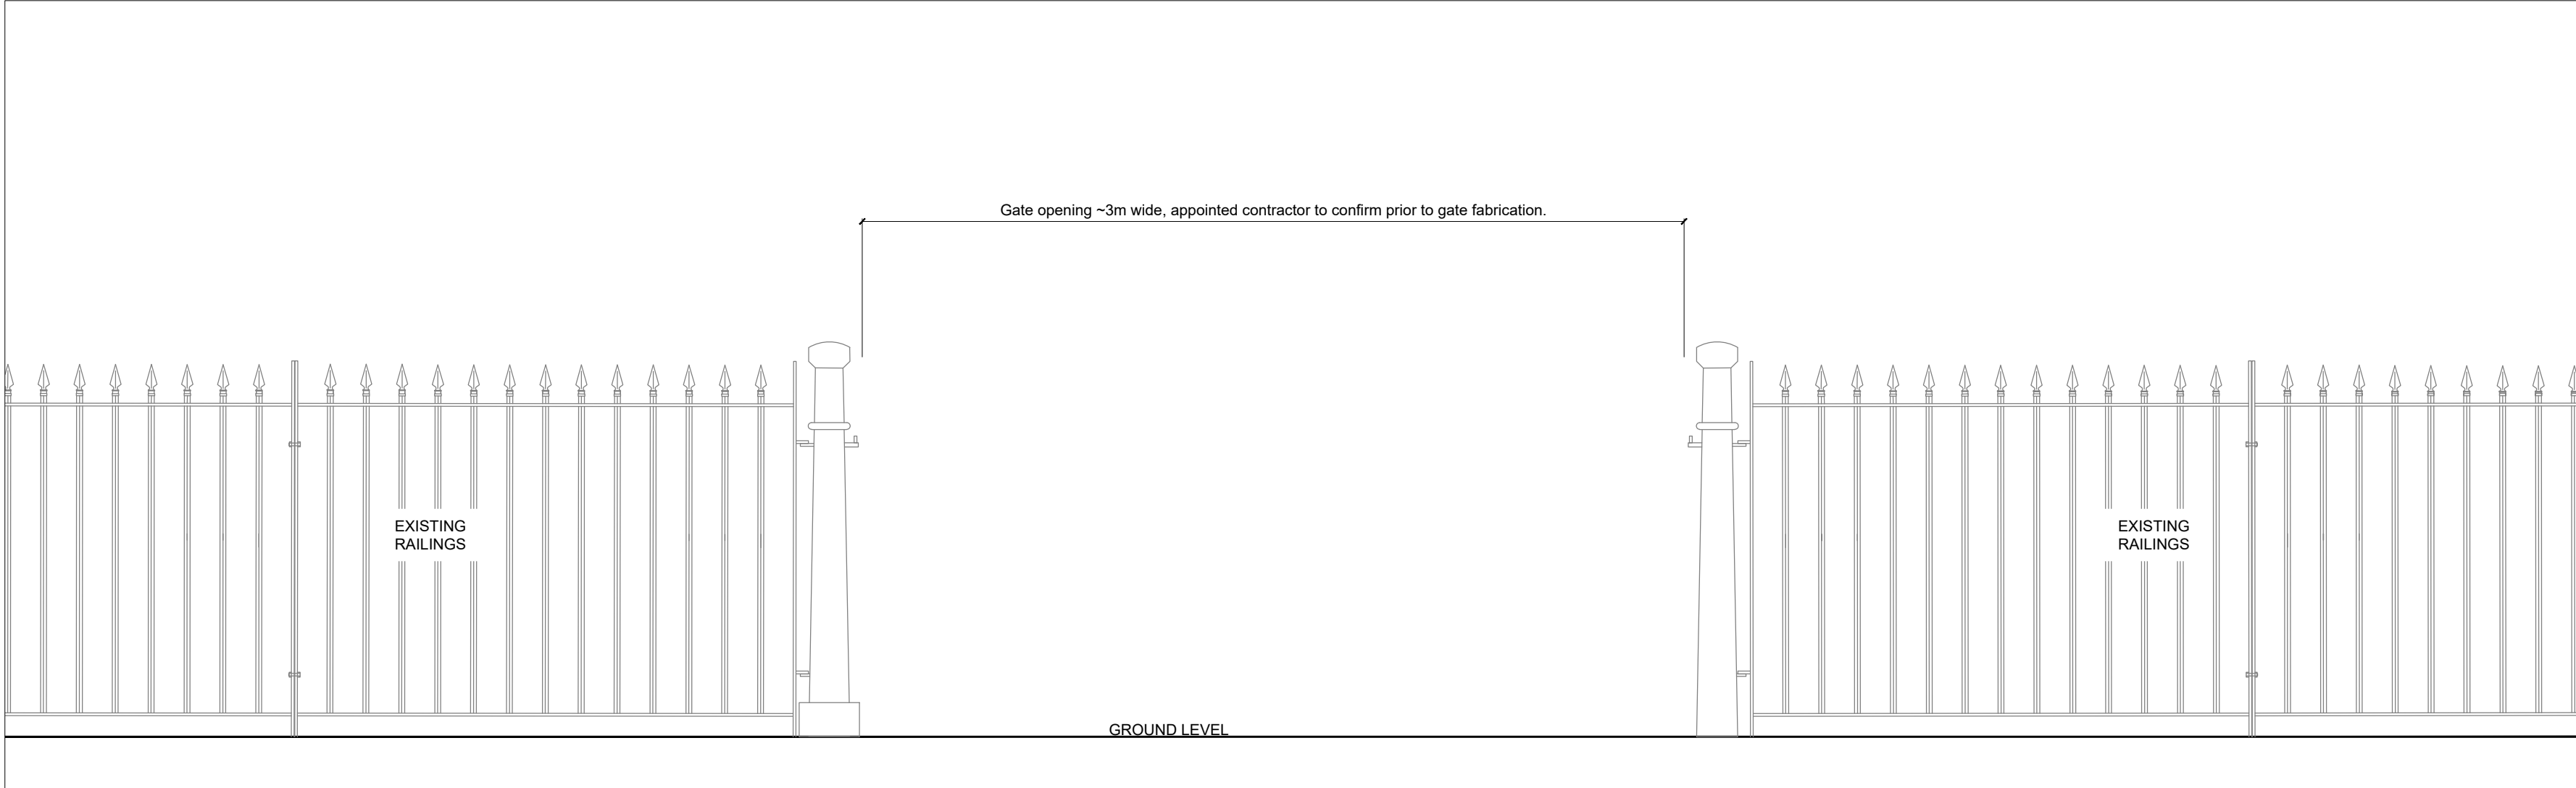 Gate opening ~3m wide, appointed contractor to confirm prior to gate fabrication.
EXISTING
RAILINGS
EXISTING
RAILINGS
GROUND LEVEL